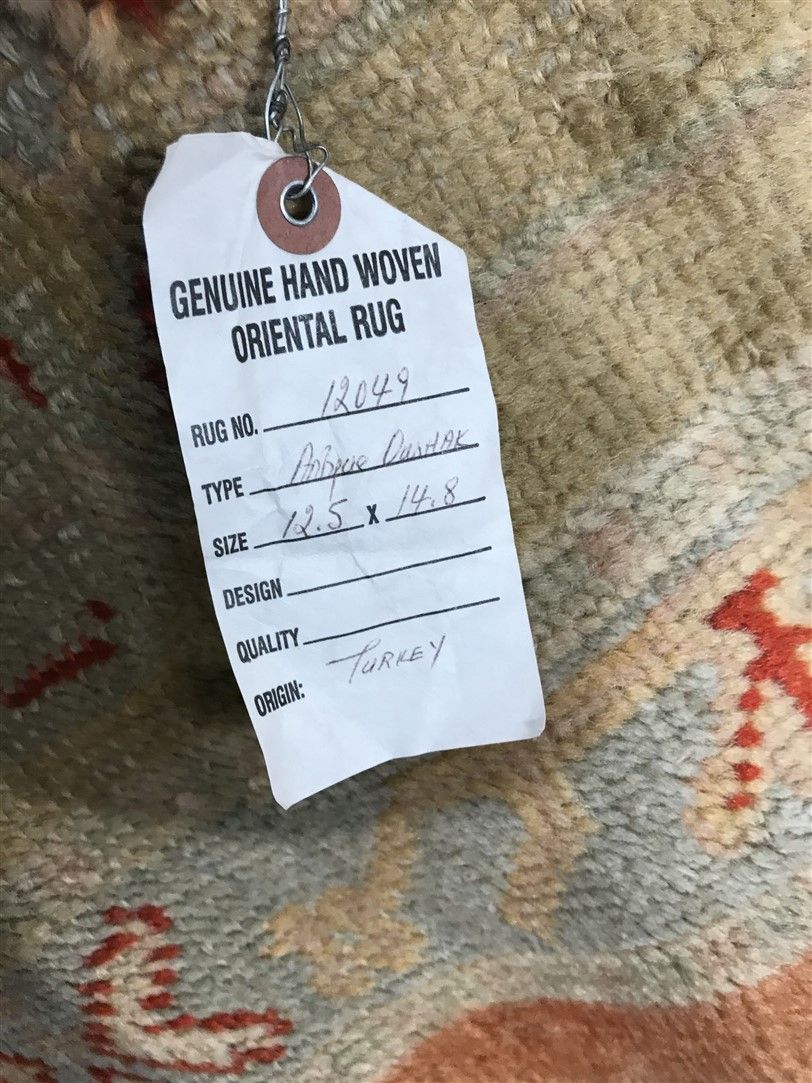 GENUINE HAND WOVEN
ORIENTAL RUG
RUG NO. 12049
TYPE Antique Oushak
SIZE 12.5 X 14.8
DESIGN
QUALITY
ORIGIN: TURKEY